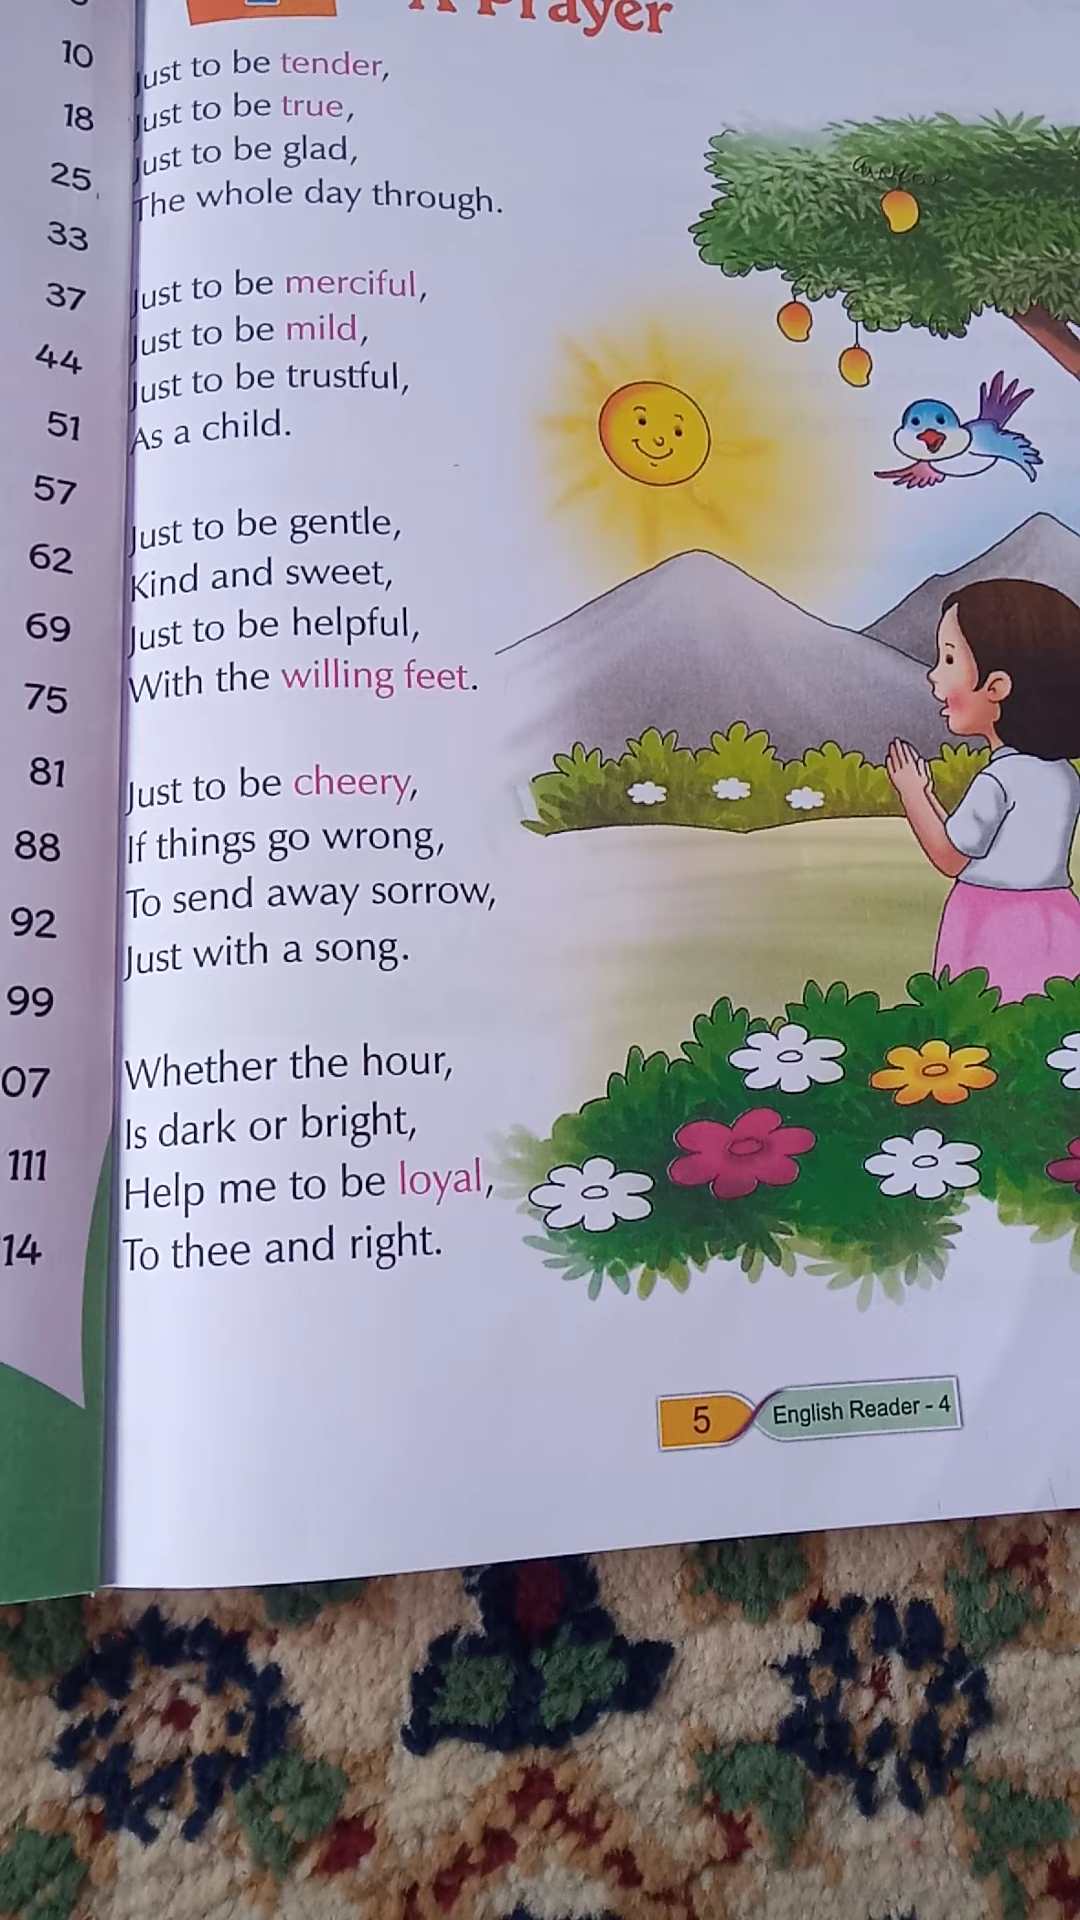 A Prayer
Just to be tender,
Just to be true,
Just to be glad,
The whole day through.
Just to be merciful,
Just to be mild,
Just to be trustful,
As a child.
Just to be gentle,
Kind and sweet,
Just to be helpful,
With the willing feet.
Just to be cheery,
If things go wrong,
To send away sorrow,
Just with a song.
Whether the hour,
Is dark or bright,
Help me to be loyal,
To thee and right.
5 English Reader - 4
10
18
25
33
37
44
51
57
62
69
75
81
88
92
99
07
111
14